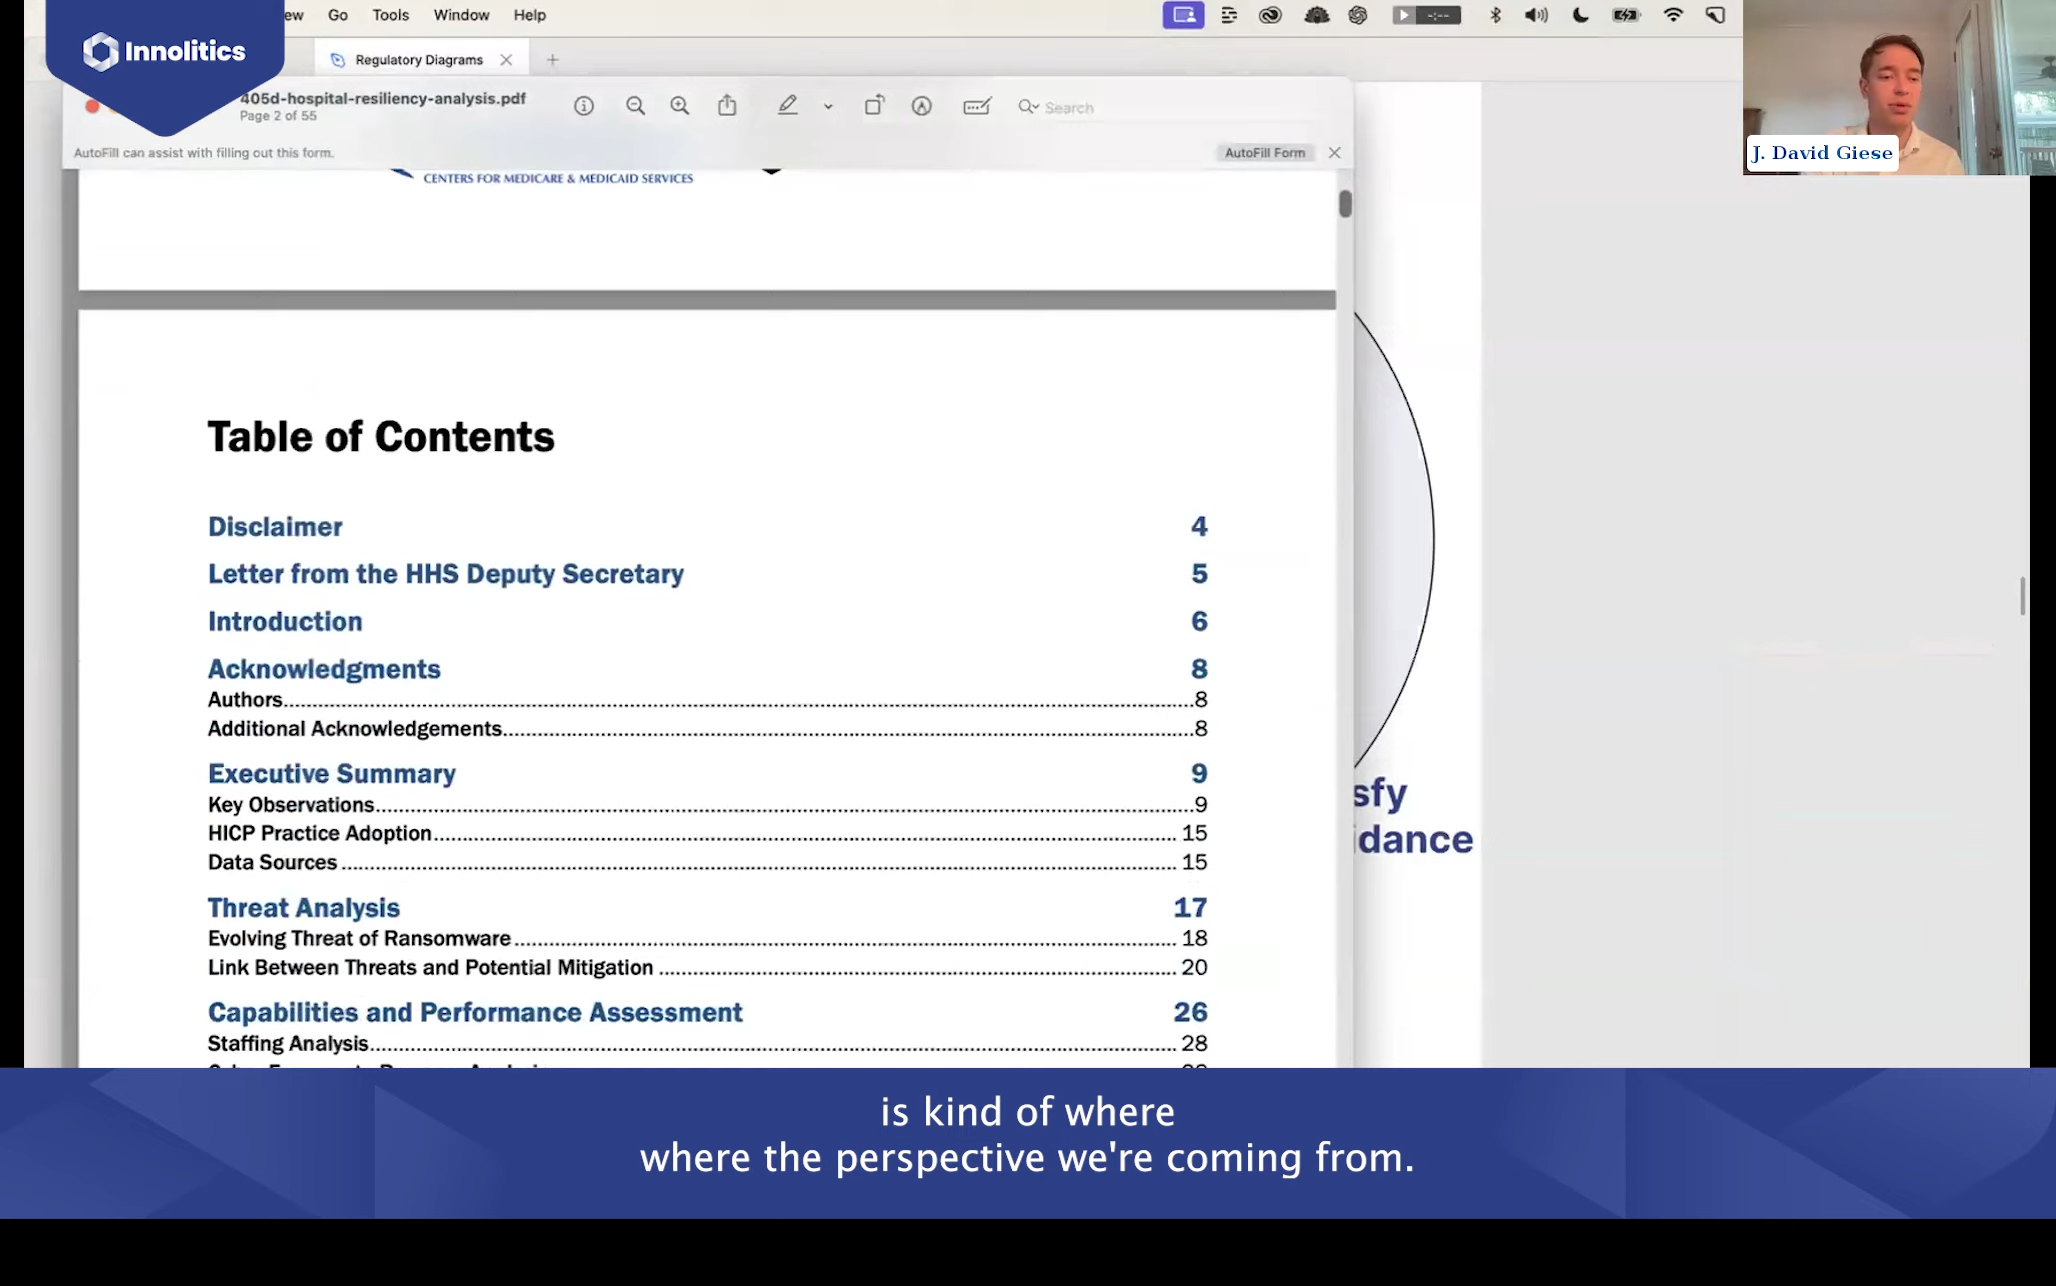 ew Go Tools Window Help
Innolitics
Regulatory Diagrams
405d-hospital-resiliency-analysis.pdf
Page 2 of 55
Search
AutoFill can assist with filling out this form.
AutoFill Form
J. David Giese
CENTERS FOR MEDICARE & MEDICAID SERVICES
Table of Contents
Disclaimer 4
Letter from the HHS Deputy Secretary 5
Introduction 6
Acknowledgments 8
Authors 8
Additional Acknowledgements 8
Executive Summary 9
Key Observations 9
HICP Practice Adoption 15
Data Sources 15
Threat Analysis 17
Evolving Threat of Ransomware 18
Link Between Threats and Potential Mitigation 20
Capabilities and Performance Assessment 26
Staffing Analysis 28
sfy
idance
is kind of where
where the perspective we're coming from.